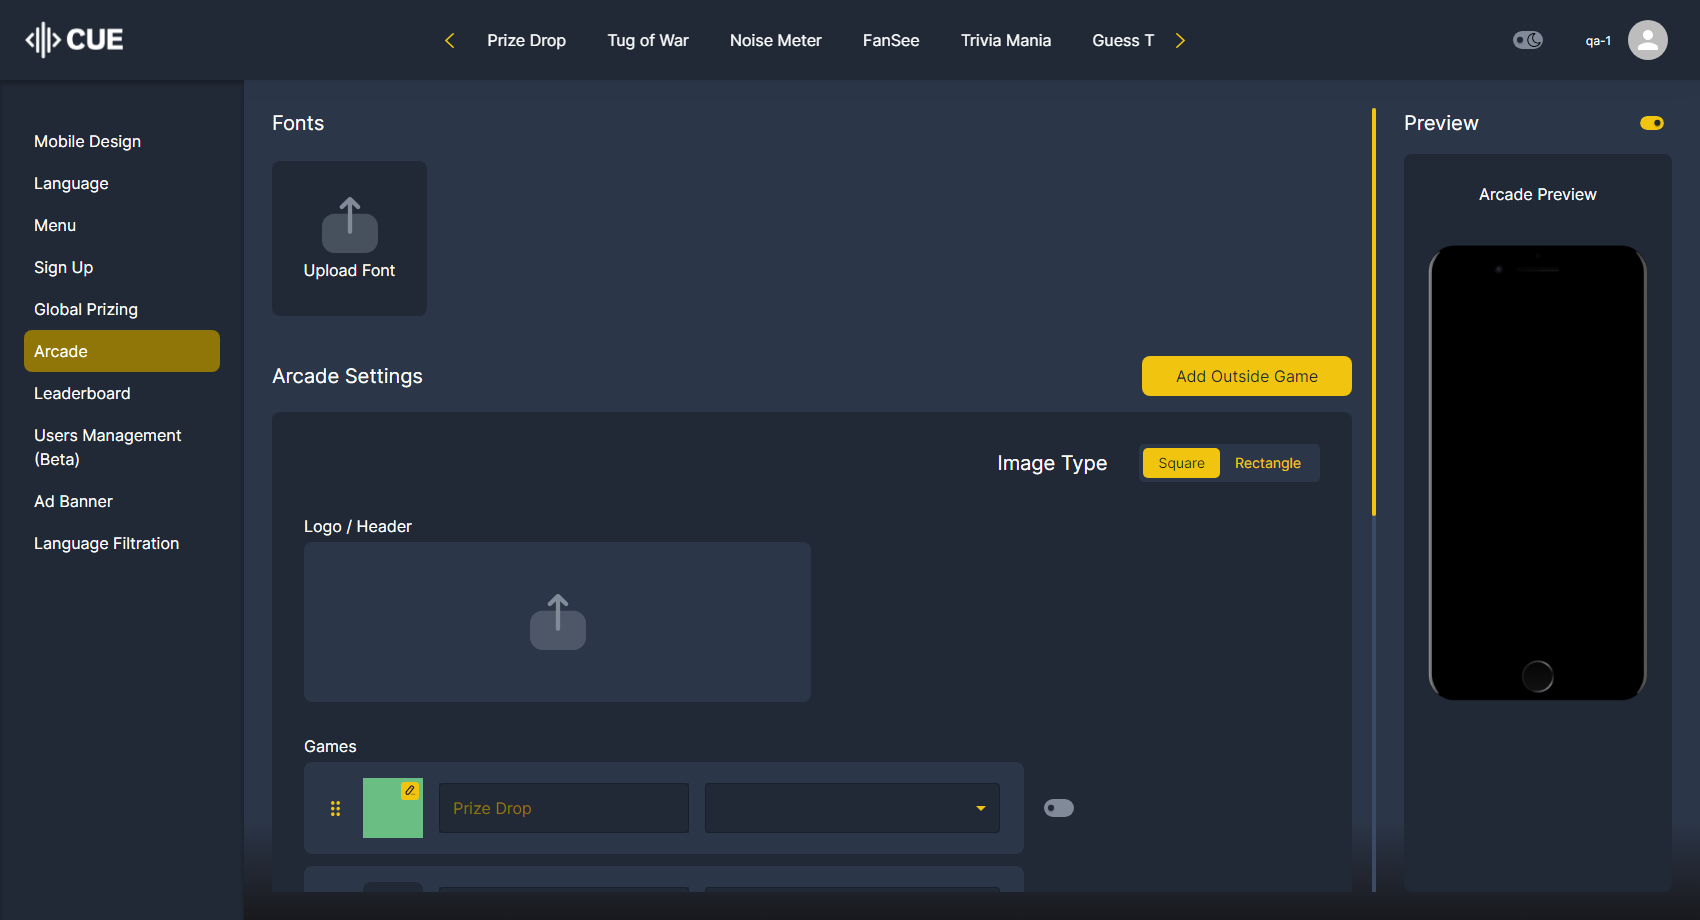 CUE
Prize Drop
Tug of War
Noise Meter
FanSee
Trivia Mania
Guess T
qa-1
Mobile Design
Language
Menu
Sign Up
Global Prizing
Arcade
Leaderboard
Users Management
(Beta)
Ad Banner
Language Filtration
Fonts
Upload Font
Arcade Settings
Add Outside Game
Image Type
Square
Rectangle
Logo / Header
Games
Prize Drop
Preview
Arcade Preview